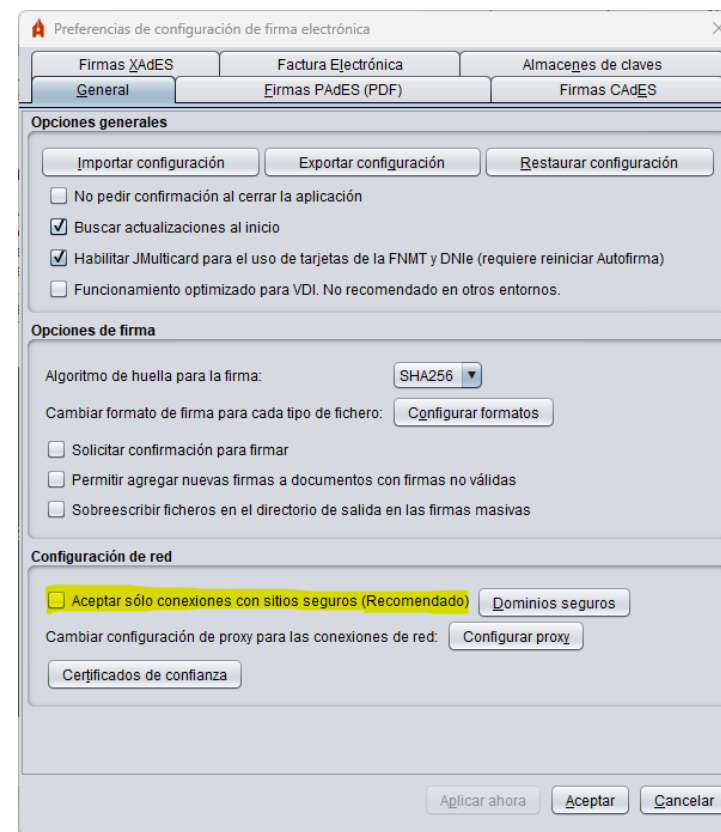 Preferencias de configuración de firma electrónica
Firmas XAdES Factura Electrónica Almacenes de claves
General Firmas PAdES (PDF) Firmas CAdES
Opciones generales
Importar configuración Exportar configuración Restaurar configuración
No pedir confirmación al cerrar la aplicación
Buscar actualizaciones al inicio
Habilitar JMulticard para el uso de tarjetas de la FNMT y DNIe (requiere reiniciar Autofirma)
Funcionamiento optimizado para VDI. No recomendado en otros entornos.
Opciones de firma
Algoritmo de huella para la firma: SHA256
Cambiar formato de firma para cada tipo de fichero: Configurar formatos
Solicitar confirmación para firmar
Permitir agregar nuevas firmas a documentos con firmas no válidas
Sobreescribir ficheros en el directorio de salida en las firmas masivas
Configuración de red
Aceptar sólo conexiones con sitios seguros (Recomendado) Dominios seguros
Cambiar configuración de proxy para las conexiones de red: Configurar proxy
Certificados de confianza
Aplicar ahora Aceptar Cancelar